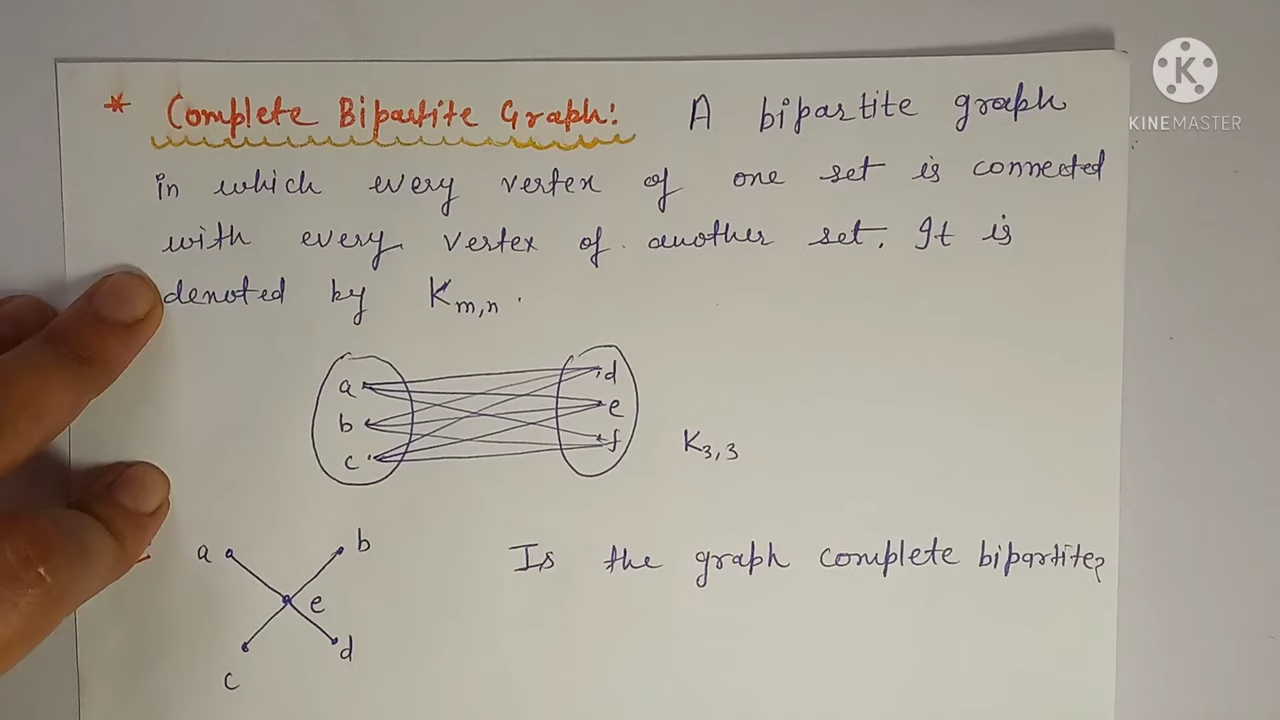 * Complete Bipartite Graph: A bipartite graph
in which every vertex of one set is connected
with every vertex of another set. It is
denoted by Km,n.
a d
b e
c f
K3,3
a b
e
c d
Is the graph complete bipartite?
K
KINEMASTER